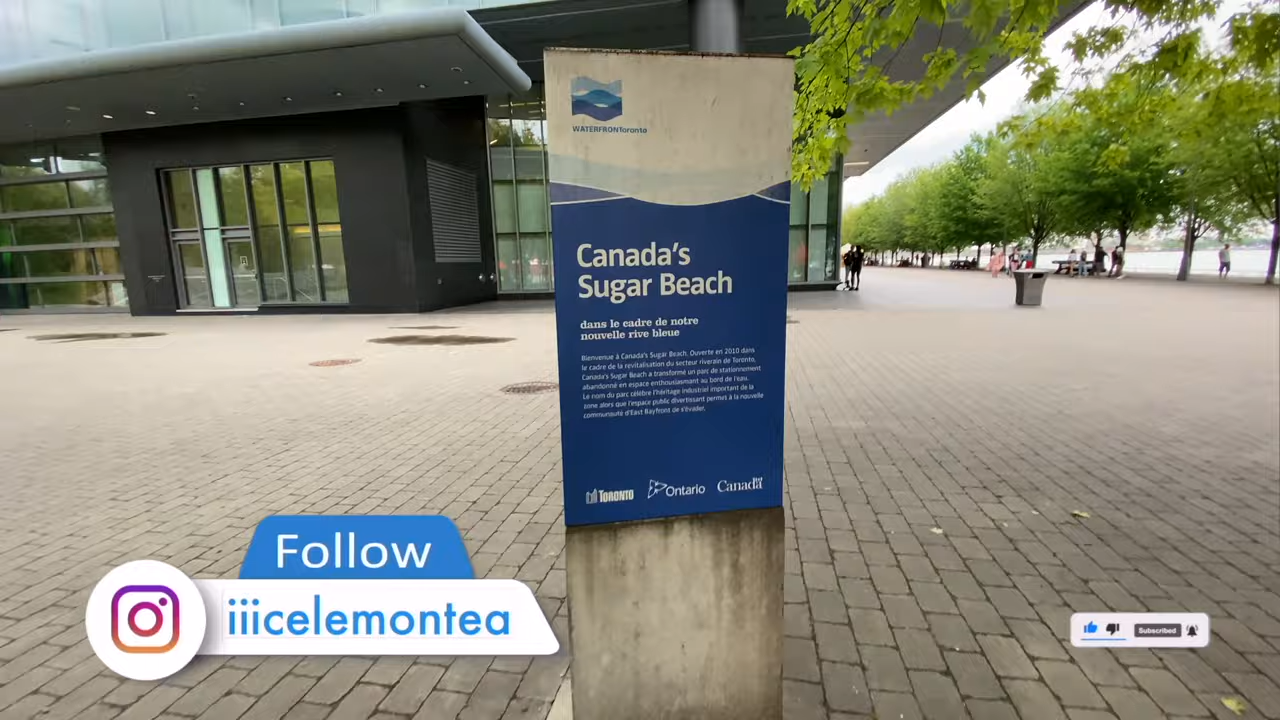 WATERFRONToronto
Canada's
Sugar Beach
dans le cadre de notre
nouvelle rive bleue
Bienvenue à Canada's Sugar Beach. Ouverte en 2010 dans
le cadre de la revitalisation du secteur riverain de Toronto,
Canada's Sugar Beach a transformé un parc de stationnement
abandonné en espace enthousiasmant au bord de l'eau.
Le nom du parc célèbre l'héritage industriel important de la
zone alors que l'espace public divertissant permis à la nouvelle
communauté d'East Bayfront de s'évader.
TORONTO
Ontario
Canada
Follow
iiicelemontea
Subscribed